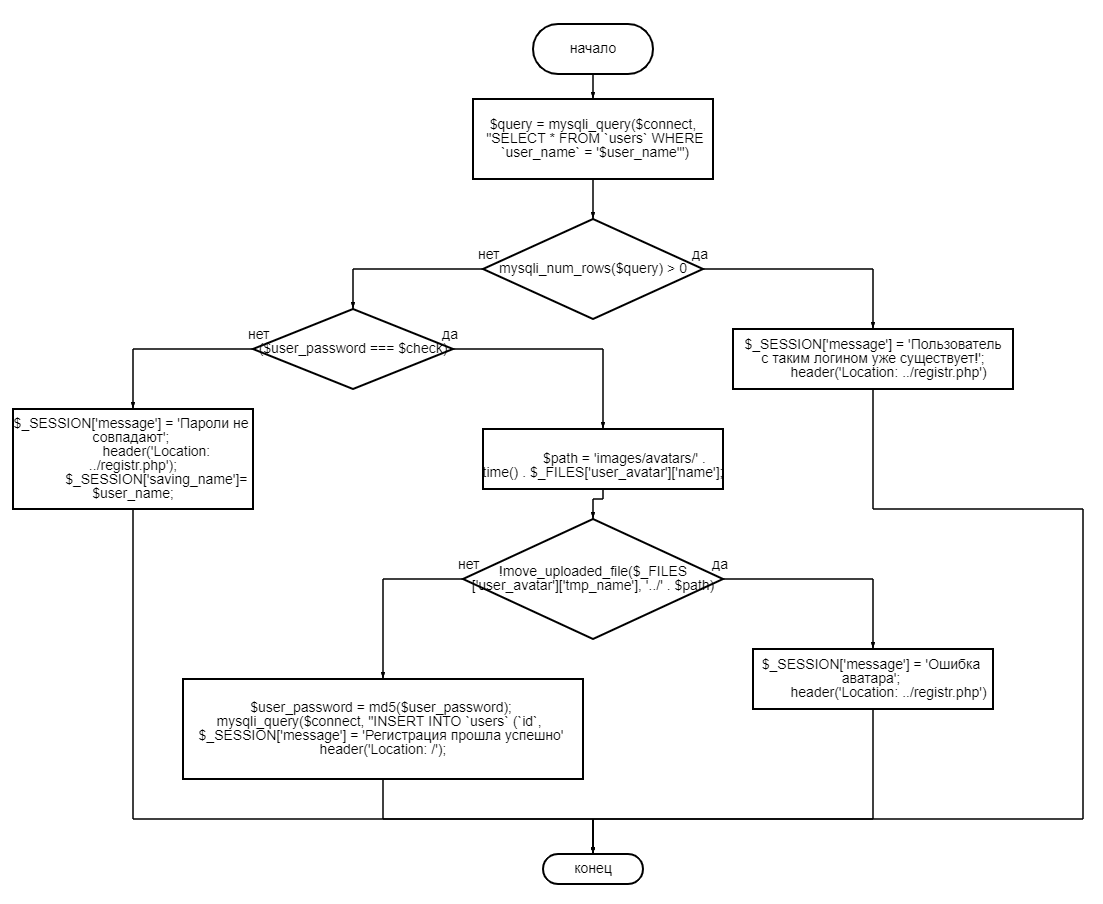 начало
$query = mysqli_query($connect,
"SELECT * FROM `users` WHERE
`user_name` = '$user_name'")
нет
да
mysqli_num_rows($query) > 0
нет
да
($user_password === $check)
$_SESSION['message'] = 'Пользователь
с таким логином уже существует!';
header('Location: ../registr.php')
$_SESSION['message'] = 'Пароли не
совпадают';
header('Location:
../registr.php');
$_SESSION['saving_name']=
$user_name;
$path = 'images/avatars/' .
time() . $_FILES['user_avatar']['name'];
нет
да
!move_uploaded_file($_FILES
['user_avatar']['tmp_name'], '../' . $path)
$_SESSION['message'] = 'Ошибка
аватара';
header('Location: ../registr.php')
$user_password = md5($user_password);
mysqli_query($connect, "INSERT INTO `users` (`id`,
$_SESSION['message'] = 'Регистрация прошла успешно'
header('Location: /');
конец